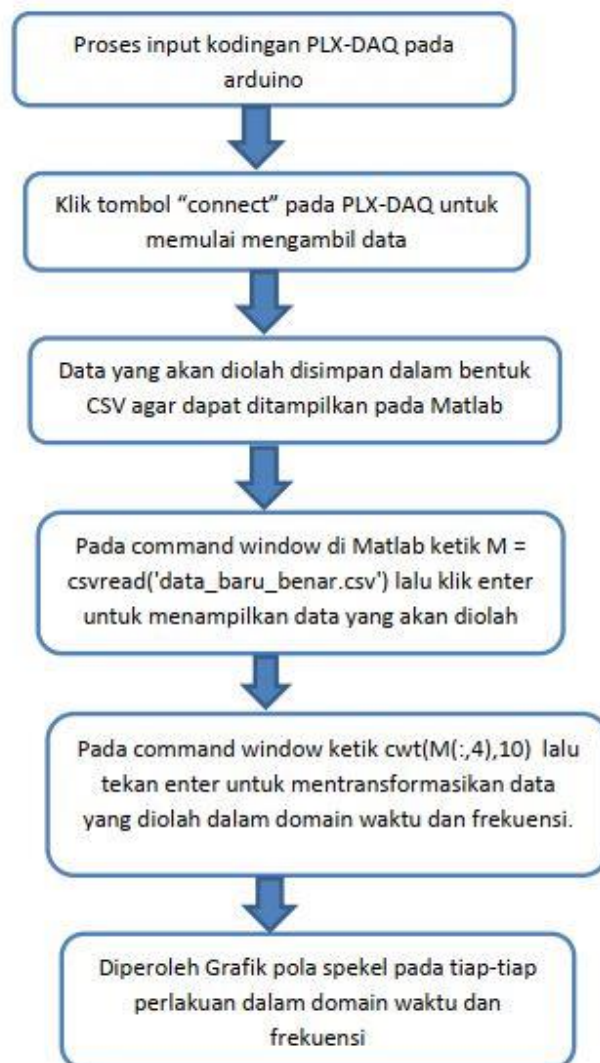 Proses input kodingan PLX-DAQ pada
arduino
Klik tombol “connect” pada PLX-DAQ untuk
memulai mengambil data
Data yang akan diolah disimpan dalam bentuk
CSV agar dapat ditampilkan pada Matlab
Pada command window di Matlab ketik M =
csvread('data_baru_benar.csv') lalu klik enter
untuk menampilkan data yang akan diolah
Pada command window ketik cwt(M(:,4),10) lalu
tekan enter untuk mentransformasikan data
yang diolah dalam domain waktu dan frekuensi.
Diperoleh Grafik pola spekel pada tiap-tiap
perlakuan dalam domain waktu dan
frekuensi